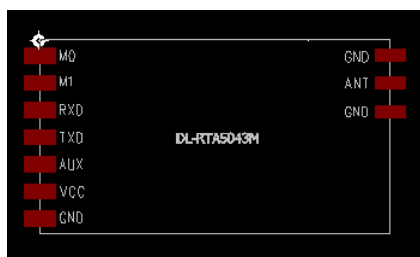 M0
M1
RXD
TXD
AUX
VCC
GND
DL-RTA5043M
GND
ANT
GND